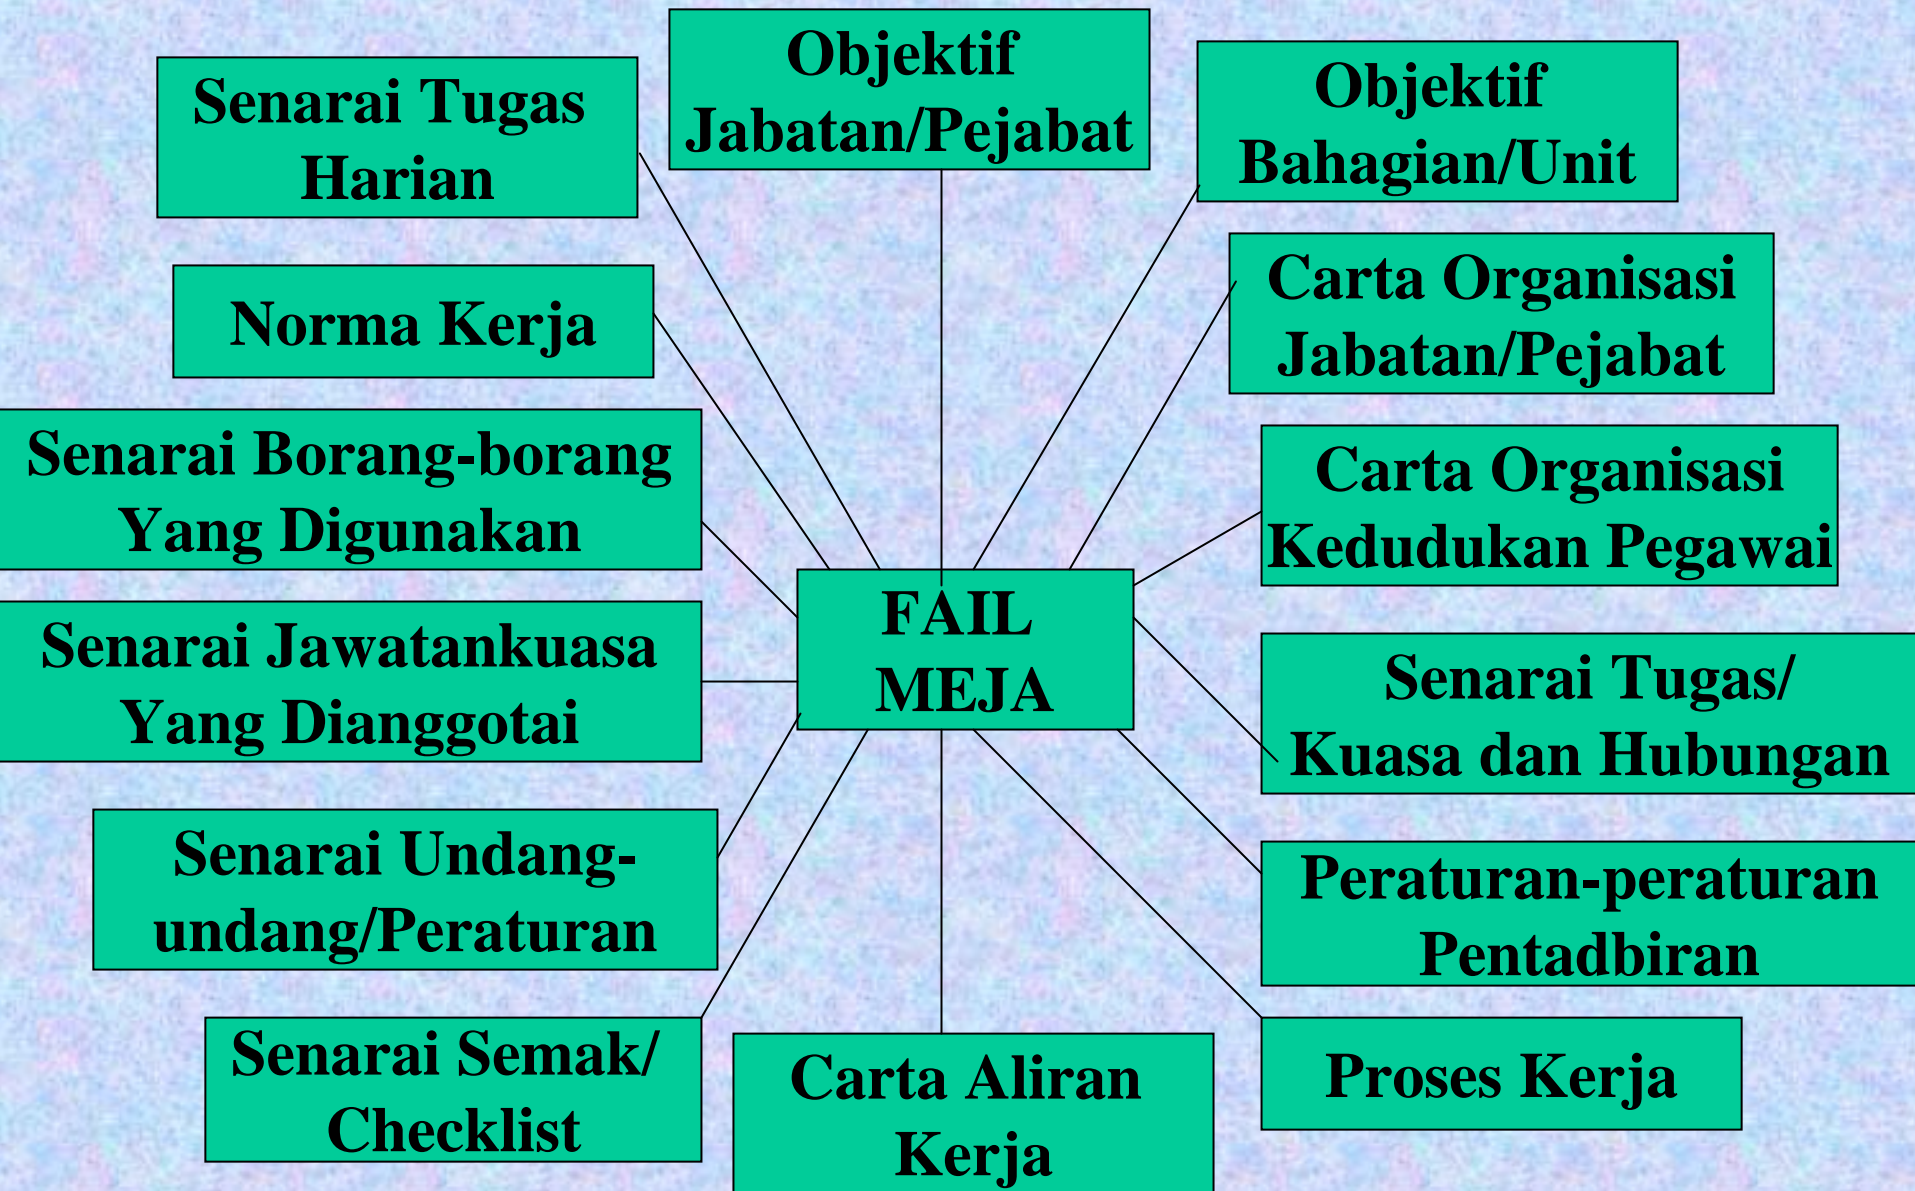 Objektif
Jabatan/Pejabat
Objektif
Bahagian/Unit
Carta Organisasi
Jabatan/Pejabat
Carta Organisasi
Kedudukan Pegawai
Senarai Tugas/
Kuasa dan Hubungan
Peraturan-peraturan
Pentadbiran
Proses Kerja
Carta Aliran
Kerja
Senarai Semak/
Checklist
Senarai Undang-
undang/Peraturan
Senarai Jawatankuasa
Yang Dianggotai
Senarai Borang-borang
Yang Digunakan
Norma Kerja
Senarai Tugas
Harian
FAIL
MEJA